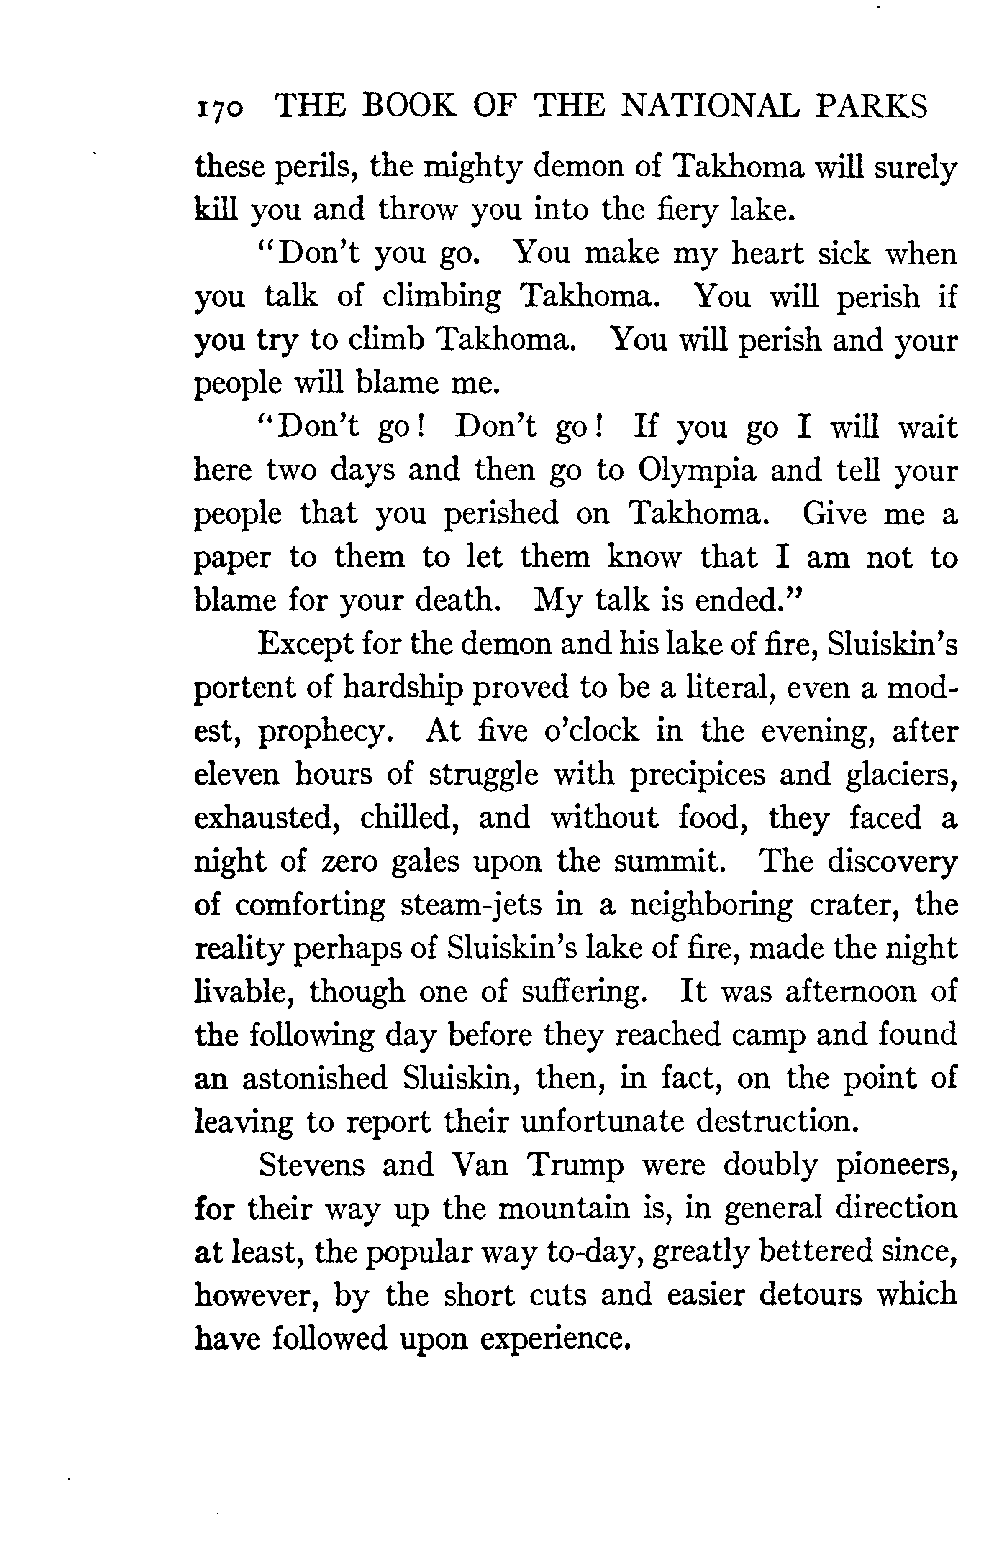 170 THE BOOK OF THE NATIONAL PARKS
these perils, the mighty demon of Takhoma will surely
kill you and throw you into the fiery lake.
"Don't you go. You make my heart sick when
you talk of climbing Takhoma. You will perish if
you try to climb Takhoma. You will perish and your
people will blame me.
"Don't go! Don't go! If you go I will wait
here two days and then go to Olympia and tell your
people that you perished on Takhoma. Give me a
paper to them to let them know that I am not to
blame for your death. My talk is ended."
Except for the demon and his lake of fire, Sluiskin's
portent of hardship proved to be a literal, even a mod-
est, prophecy. At five o'clock in the evening, after
eleven hours of struggle with precipices and glaciers,
exhausted, chilled, and without food, they faced a
night of zero gales upon the summit. The discovery
of comforting steam-jets in a neighboring crater, the
reality perhaps of Sluiskin's lake of fire, made the night
livable, though one of suffering. It was afternoon of
the following day before they reached camp and found
an astonished Sluiskin, then, in fact, on the point of
leaving to report their unfortunate destruction.
Stevens and Van Trump were doubly pioneers,
for their way up the mountain is, in general direction
at least, the popular way to-day, greatly bettered since,
however, by the short cuts and easier detours which
have followed upon experience.